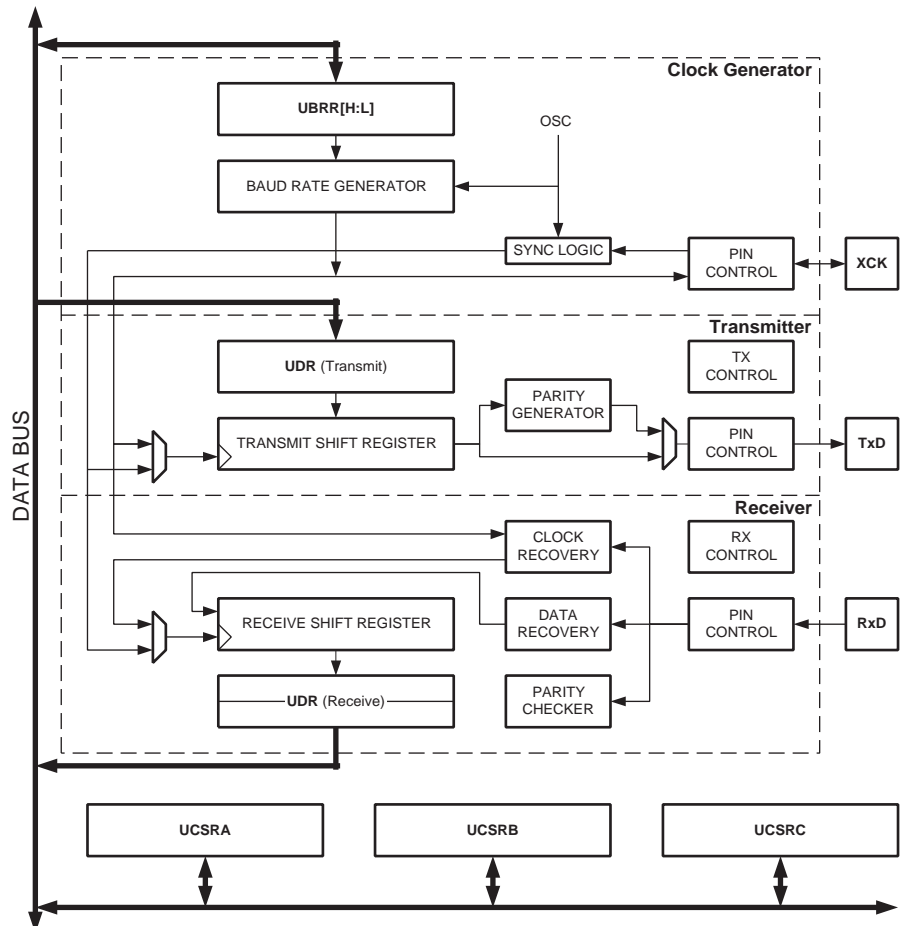 Clock Generator
UBRR[H:L]
OSC
BAUD RATE GENERATOR
SYNC LOGIC
PIN
CONTROL
XCK
Transmitter
UDR (Transmit)
TX
CONTROL
PARITY
GENERATOR
TRANSMIT SHIFT REGISTER
PIN
CONTROL
TxD
DATA BUS
Receiver
CLOCK
RECOVERY
RX
CONTROL
RECEIVE SHIFT REGISTER
DATA
RECOVERY
PIN
CONTROL
RxD
UDR (Receive)
PARITY
CHECKER
UCSRA
UCSRB
UCSRC